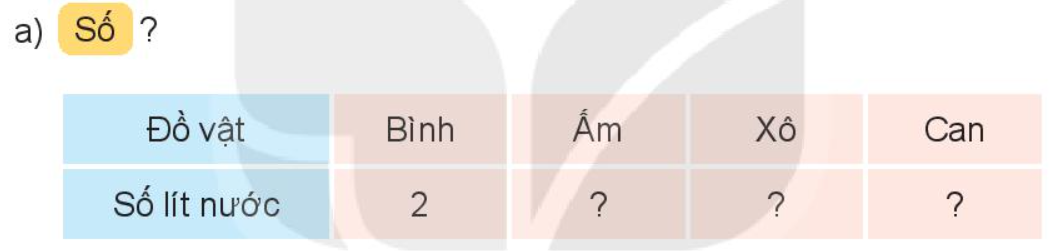 a) Số ?
Đồ vật Bình Ấm Xô Can
Số lít nước 2 ? ? ?